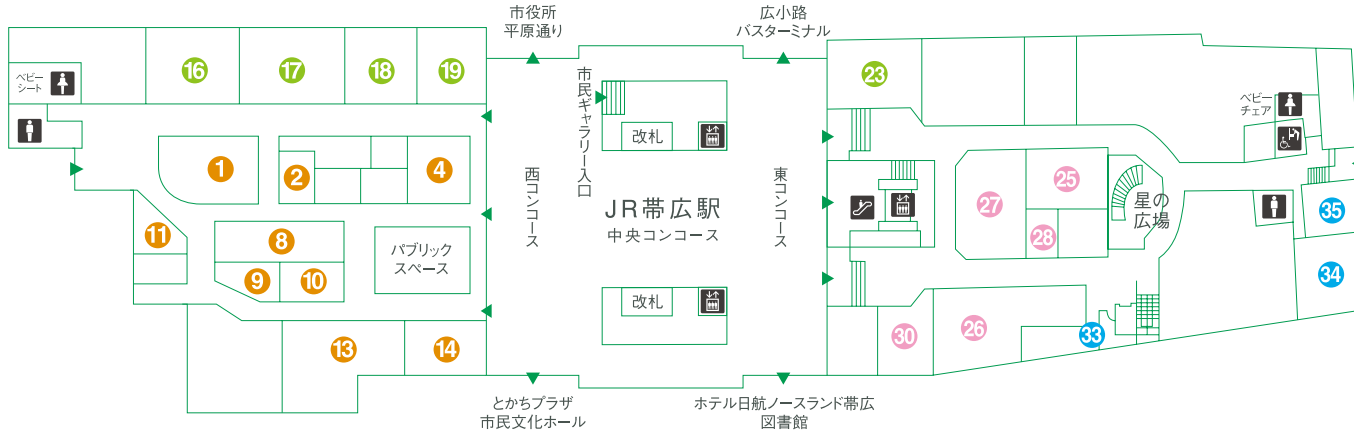 市役所
平原通り
広小路
バスターミナル
16
17
18
19
ベビー
シート
市民ギャラリー入口
改札
23
ベビー
チェア
1
2
4
西コンコース
JR帯広駅
中央コンコース
東コンコース
25
27
28
星の
広場
35
11
8
9
10
パブリック
スペース
改札
34
13
14
30
26
33
とかちプラザ
市民文化ホール
ホテル日航ノースランド帯広
図書館